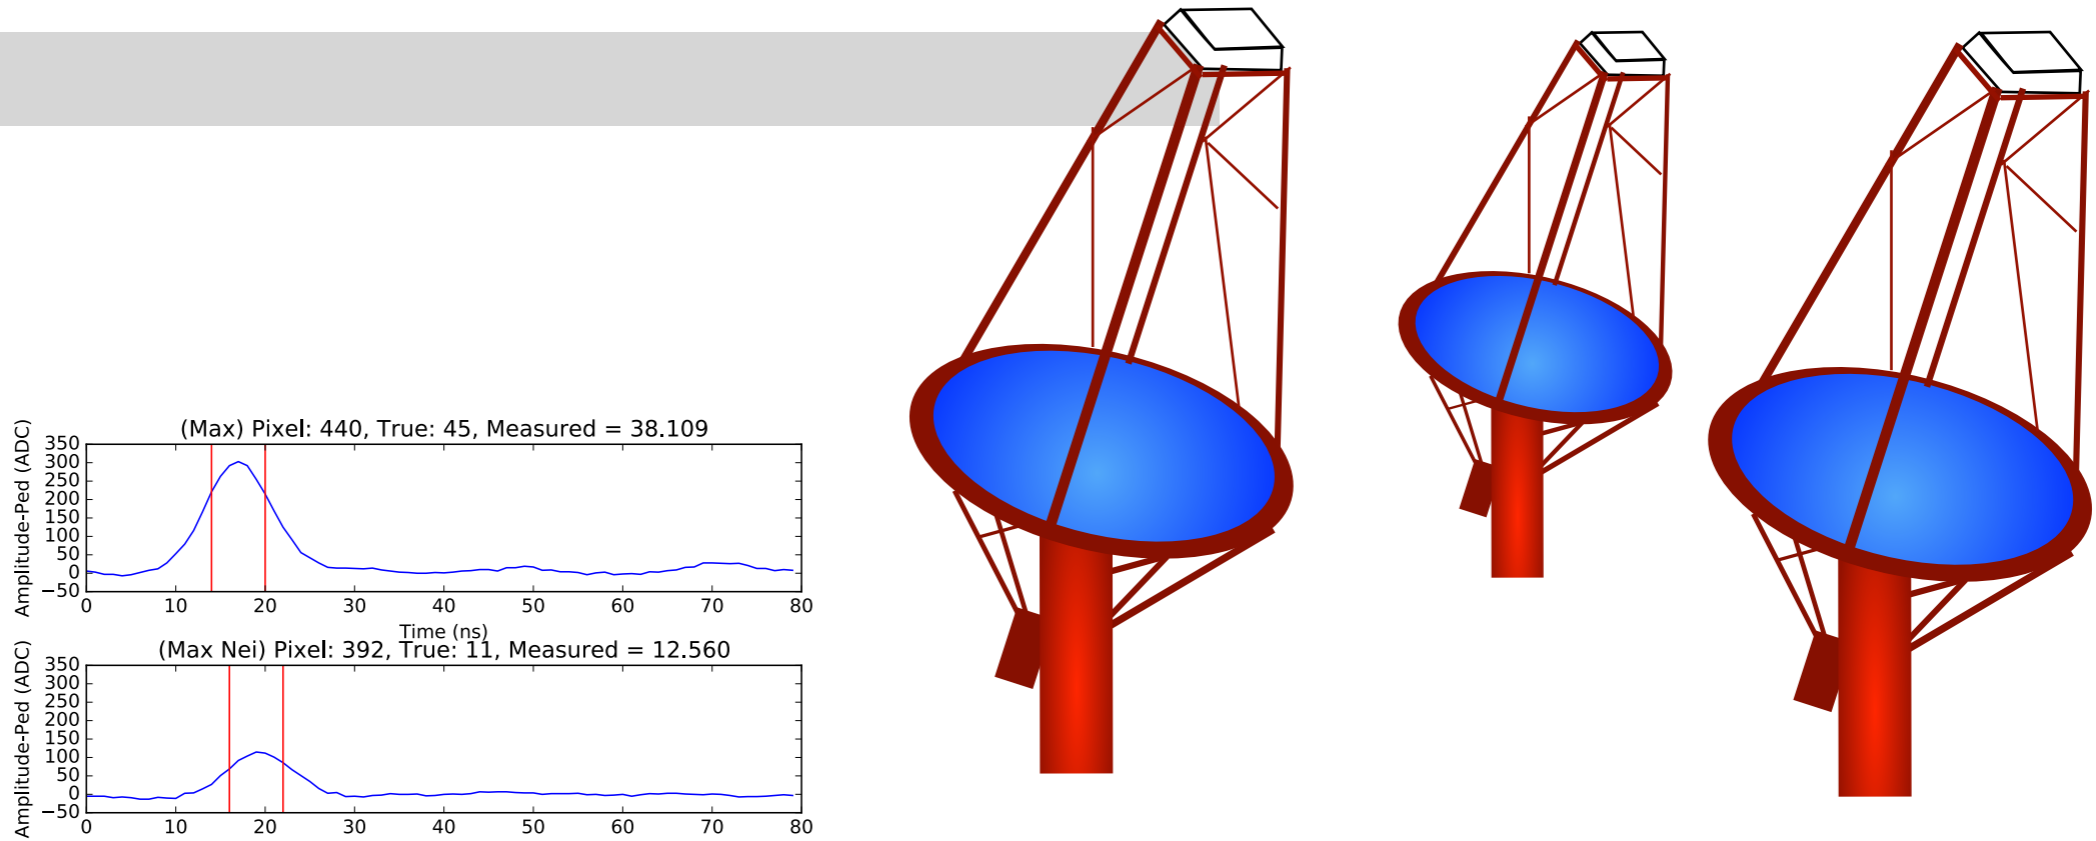 (Max) Pixel: 440, True: 45, Measured = 38.109
Amplitude-Ped (ADC)
350
300
250
200
150
100
50
0
−50
0 10 20 30 40 50 60 70 80
Time (ns)
(Max Nei) Pixel: 392, True: 11, Measured = 12.560
Amplitude-Ped (ADC)
350
300
250
200
150
100
50
0
−50
0 10 20 30 40 50 60 70 80